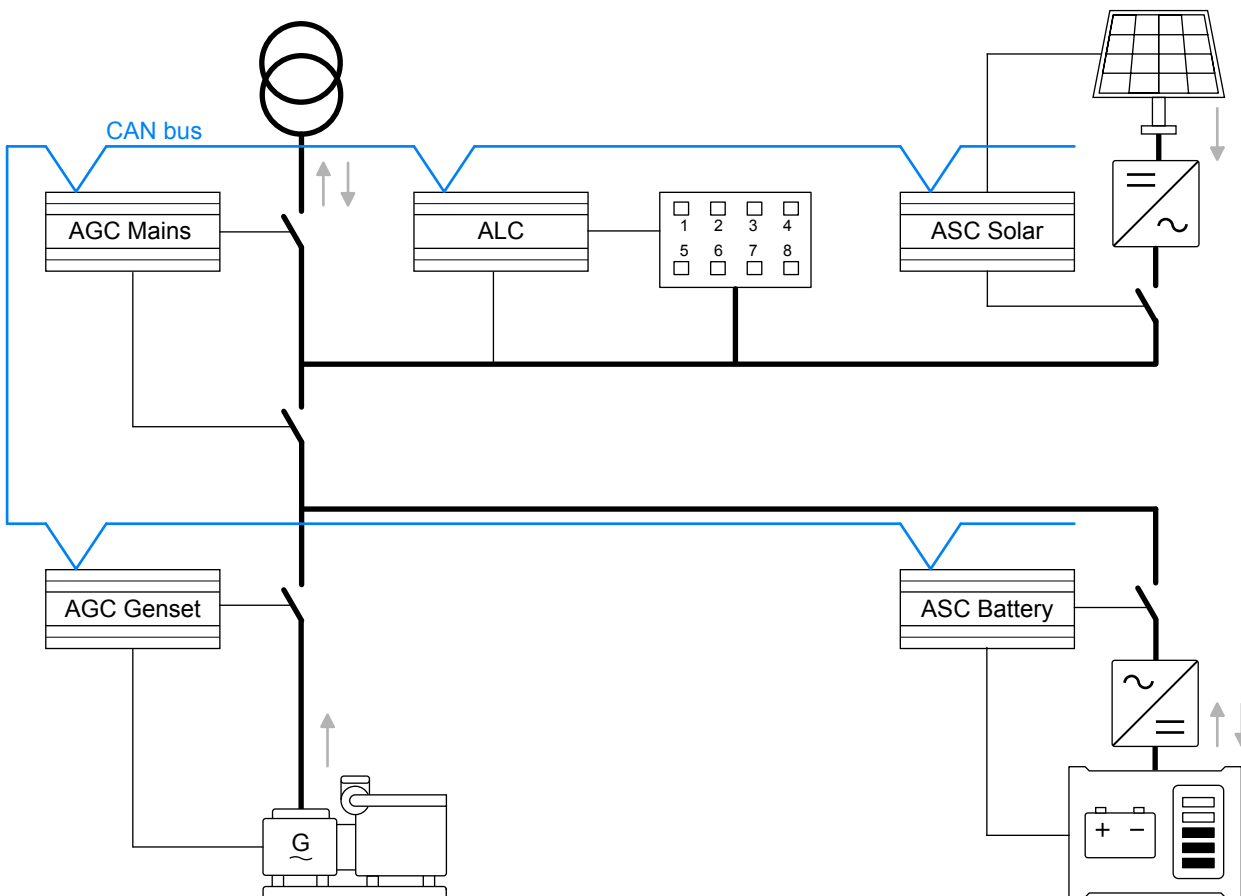 CAN bus
AGC Mains
ALC
1 2 3 4
5 6 7 8
ASC Solar
AGC Genset
ASC Battery
G
+ −